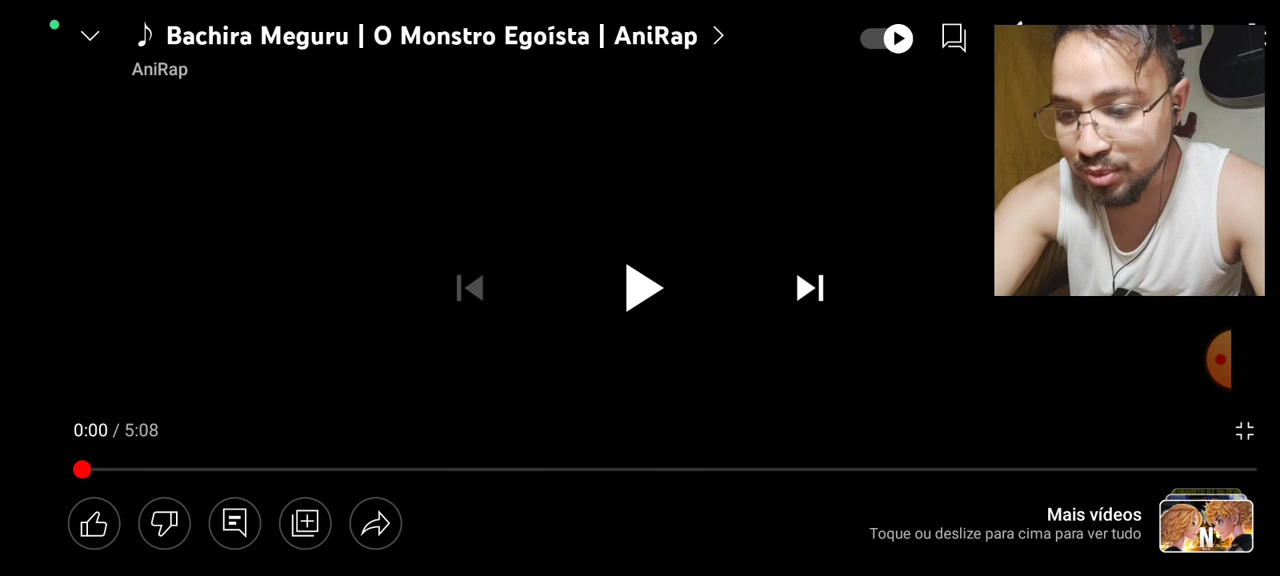 ♪ Bachira Meguru | O Monstro Egoísta | AniRap
AniRap
0:00 / 5:08
Mais vídeos
Toque ou deslize para cima para ver tudo
N